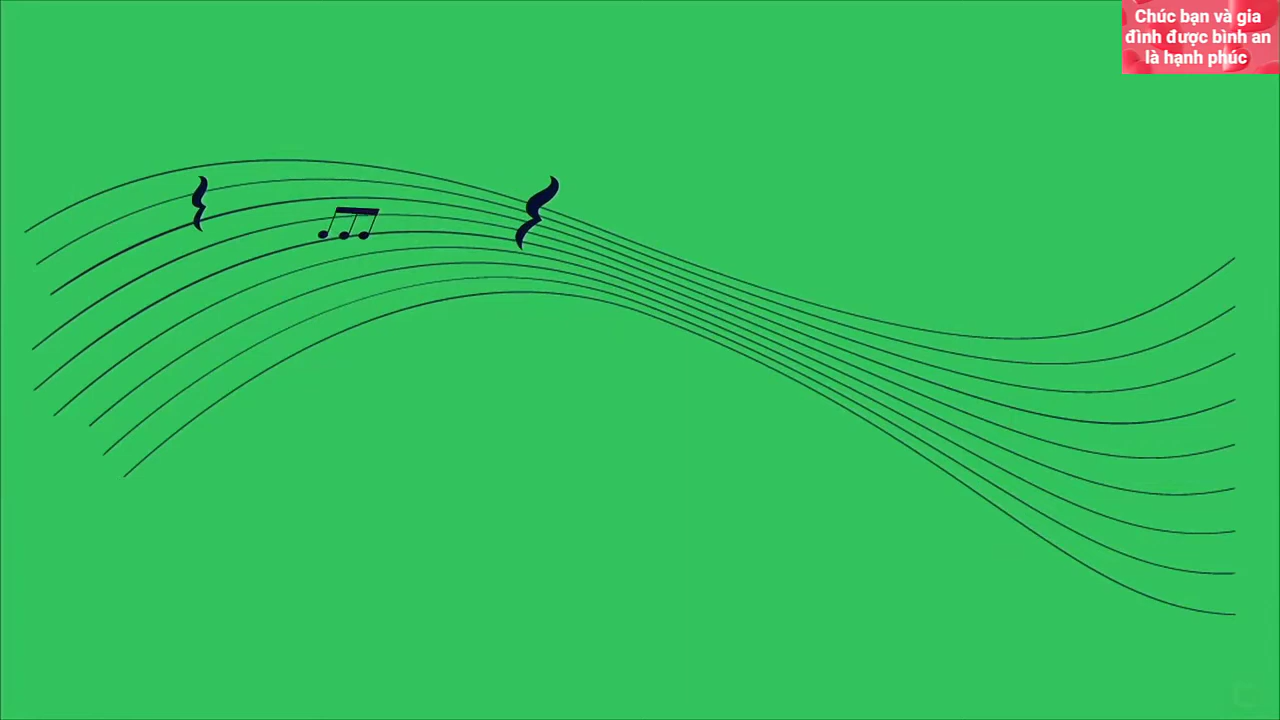 Chúc bạn và gia
đình được bình an
là hạnh phúc